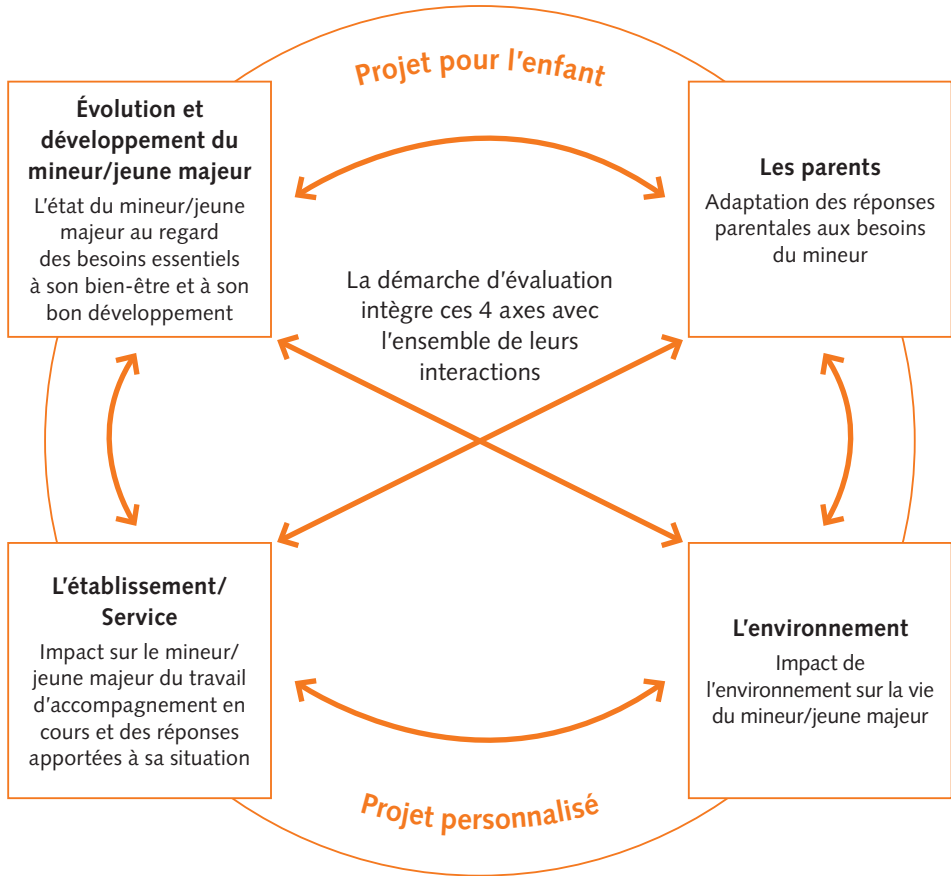 Projet pour l'enfant
Évolution et
développement du
mineur/jeune majeur
L'état du mineur/jeune
majeur au regard
des besoins essentiels
à son bien-être et à son
bon développement
Les parents
Adaptation des réponses
parentales aux besoins
du mineur
La démarche d'évaluation
intègre ces 4 axes avec
l'ensemble de leurs
interactions
L'établissement/
Service
Impact sur le mineur/
jeune majeur du travail
d'accompagnement en
cours et des réponses
apportées à sa situation
L'environnement
Impact de
l'environnement sur la vie
du mineur/jeune majeur
Projet personnalisé